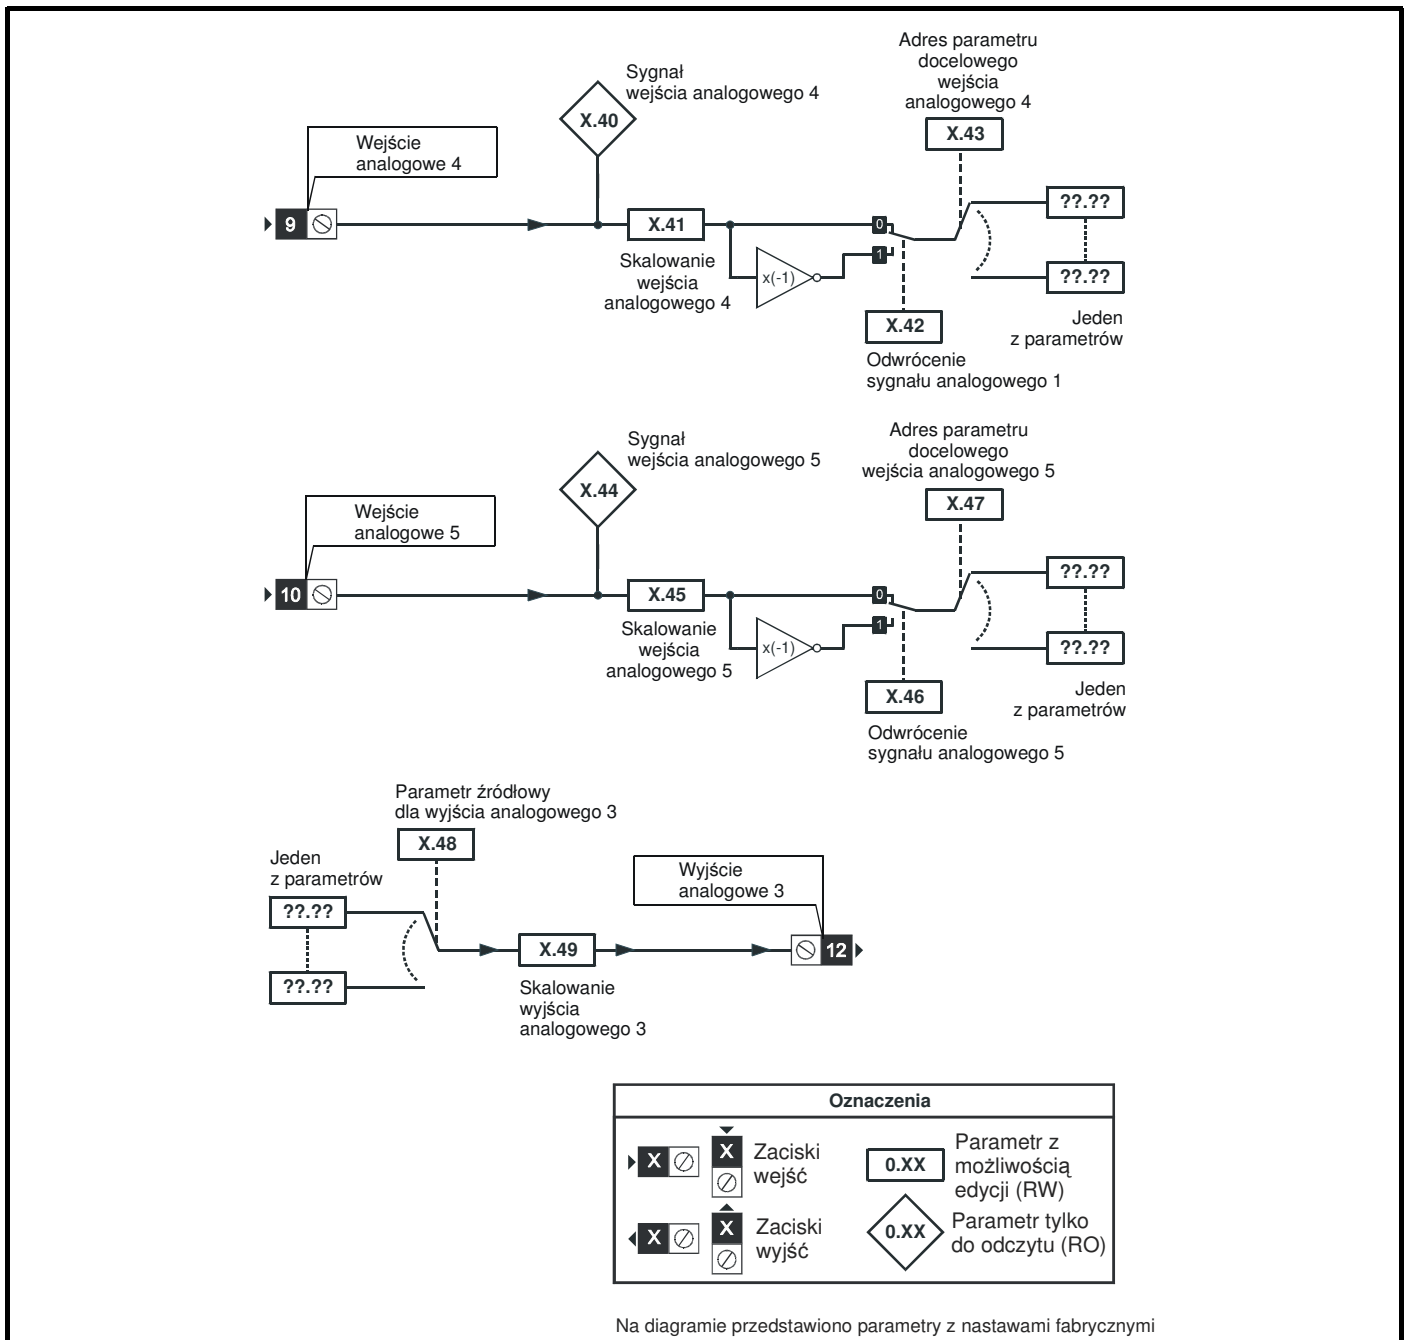 Sygnał
wejścia analogowego 4
X.40
Adres parametru
docelowego
wejścia
analogowego 4
X.43
Wejście
analogowe 4
9
X.41
Skalowanie
wejścia
analogowego 4
x(-1)
0
1
X.42
Odwrócenie
sygnału analogowego 1
??.??
??.??
Jeden
z parametrów
Sygnał
wejścia analogowego 5
X.44
Adres parametru
docelowego
wejścia analogowego 5
X.47
Wejście
analogowe 5
10
X.45
Skalowanie
wejścia
analogowego 5
x(-1)
0
1
X.46
Odwrócenie
sygnału analogowego 5
??.??
??.??
Jeden
z parametrów
Parametr źródłowy
dla wyjścia analogowego 3
X.48
Jeden
z parametrów
??.??
??.??
X.49
Skalowanie
wyjścia
analogowego 3
Wyjście
analogowe 3
12
Oznaczenia
X
X
Zaciski
wejść
0.XX
Parametr z
możliwością
edycji (RW)
X
X
Zaciski
wyjść
0.XX
Parametr tylko
do odczytu (RO)
Na diagramie przedstawiono parametry z nastawami fabrycznymi